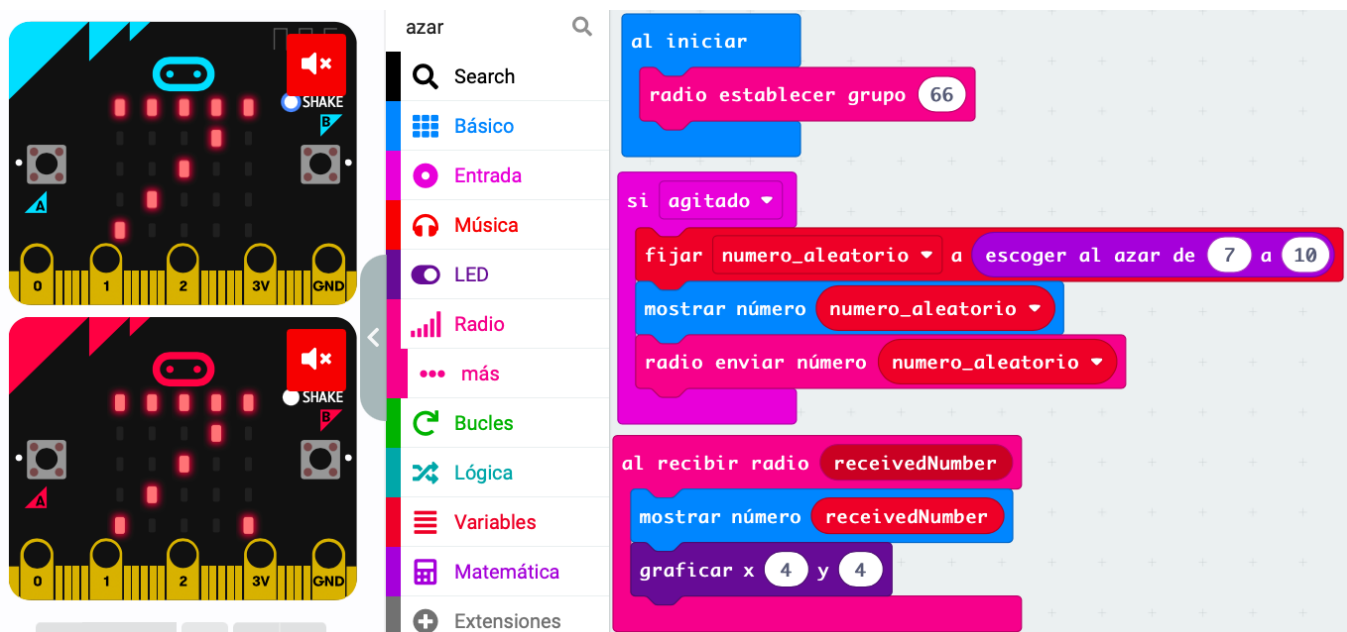 SHAKE
B
A
0 1 2 3V GND
SHAKE
B
A
0 1 2 3V GND
azar
Search
Básico
Entrada
Música
LED
Radio
más
Bucles
Lógica
Variables
Matemática
Extensiones
al iniciar
radio establecer grupo 66
si agitado
fijar numero_aleatorio a escoger al azar de 7 a 10
mostrar número numero_aleatorio
radio enviar número numero_aleatorio
al recibir radio receivedNumber
mostrar número receivedNumber
graficar x 4 y 4